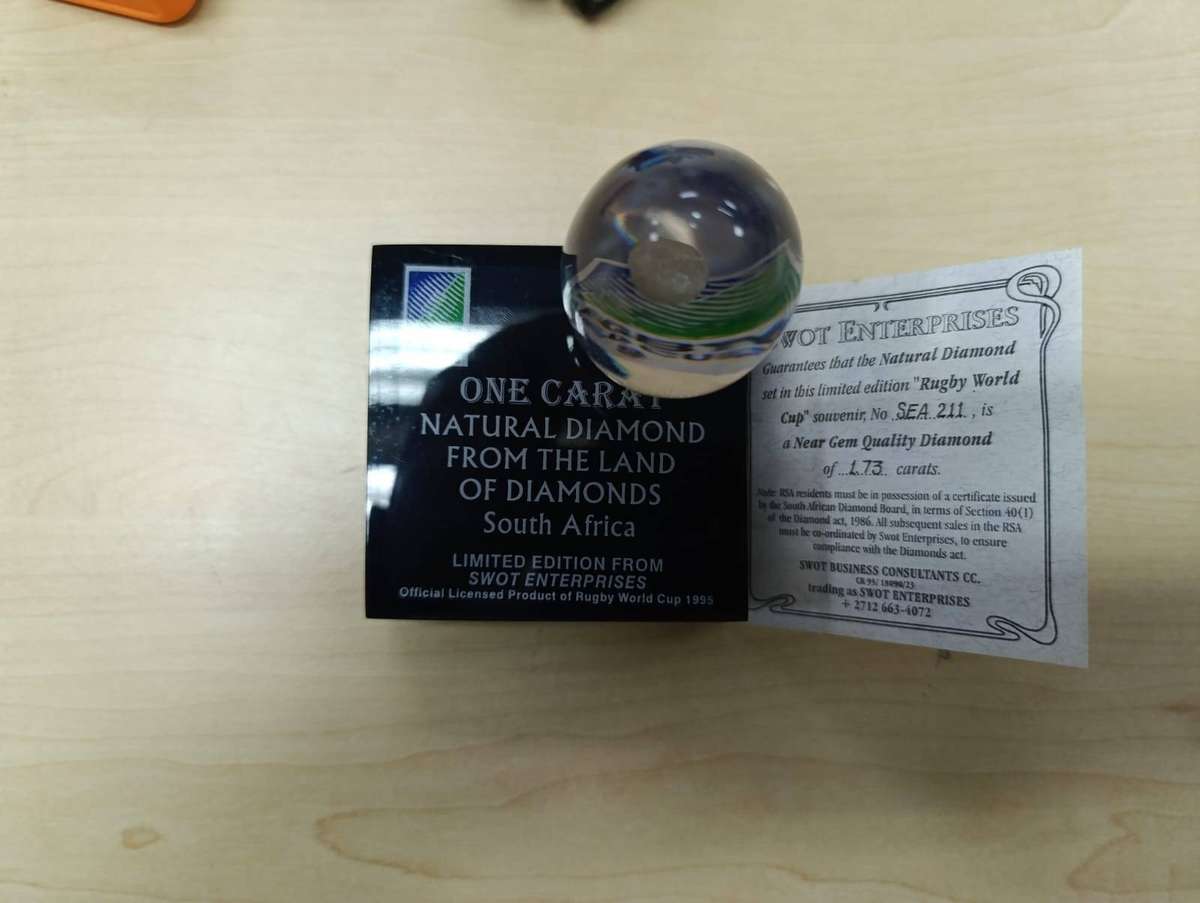 ONE CARAT
NATURAL DIAMOND
FROM THE LAND
OF DIAMONDS
South Africa
LIMITED EDITION FROM
SWOT ENTERPRISES
Official Licensed Product of Rugby World Cup 1995
SWOT ENTERPRISES
Guarantees that the Natural Diamond
set in this limited edition "Rugby World
Cup" souvenir, No SEA 211, is
a Near Gem Quality Diamond
of 1.73 carats.
Note: RSA residents must be in possession of a certificate issued
by the South African Diamond Board, in terms of Section 40(1)
of the Diamond act, 1986. All subsequent sales in the RSA
must be co-ordinated by Swot Enterprises, to ensure
compliance with the Diamonds act.
SWOT BUSINESS CONSULTANTS CC.
trading as SWOT ENTERPRISES
+ 2712 663-4072